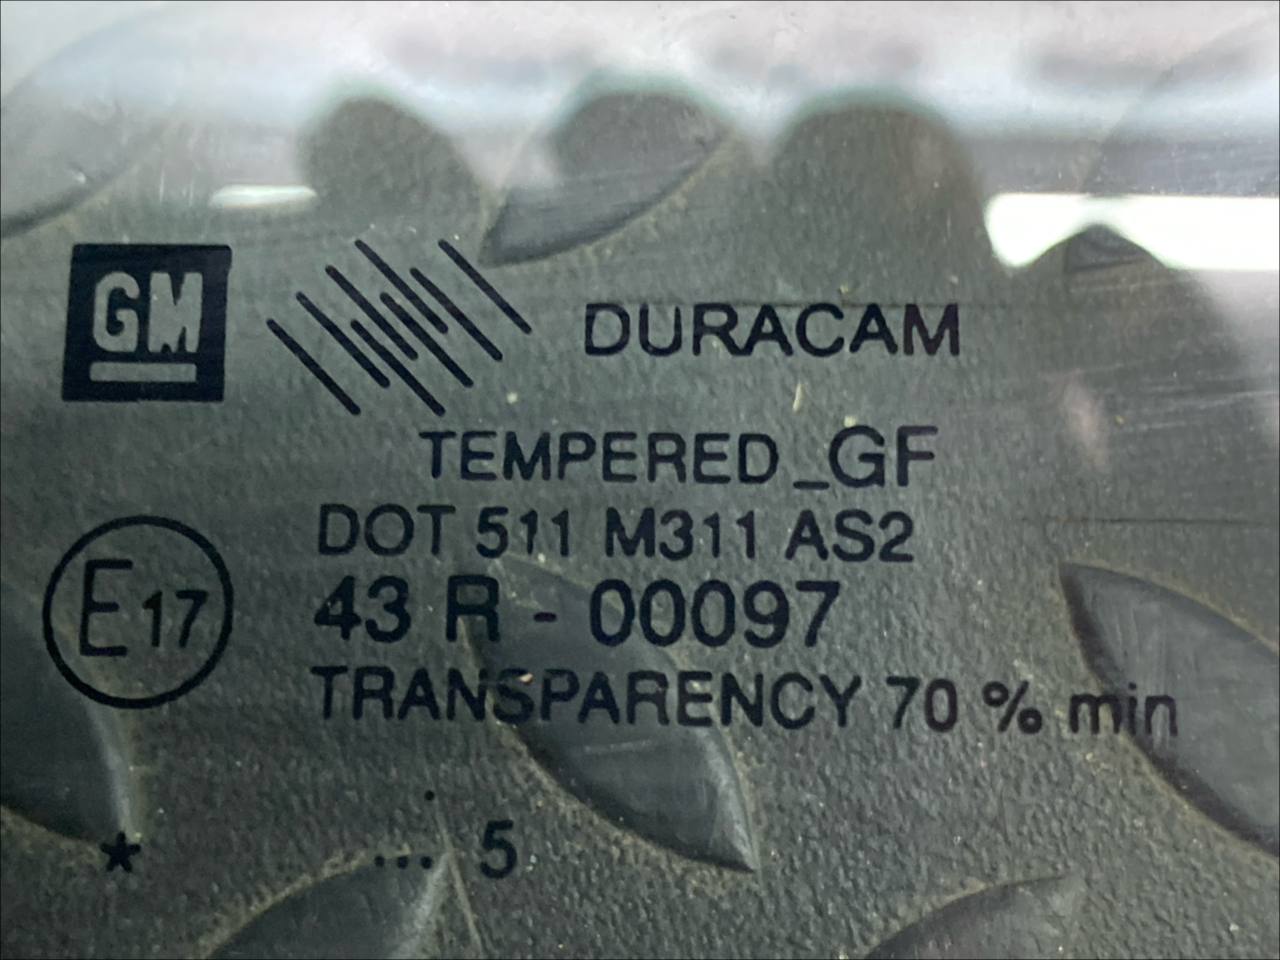 GM DURACAM
TEMPERED_GF
DOT 511 M311 AS2
E17 43 R - 00097
TRANSPARENCY 70 % min
* ... 5